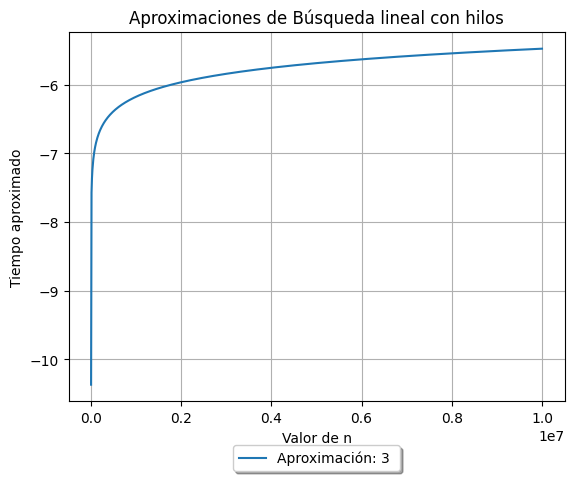 Aproximaciones de Búsqueda lineal con hilos
Tiempo aproximado
−6
−7
−8
−9
−10
0.0 0.2 0.4 0.6 0.8 1.0
1e7
Valor de n
Aproximación: 3